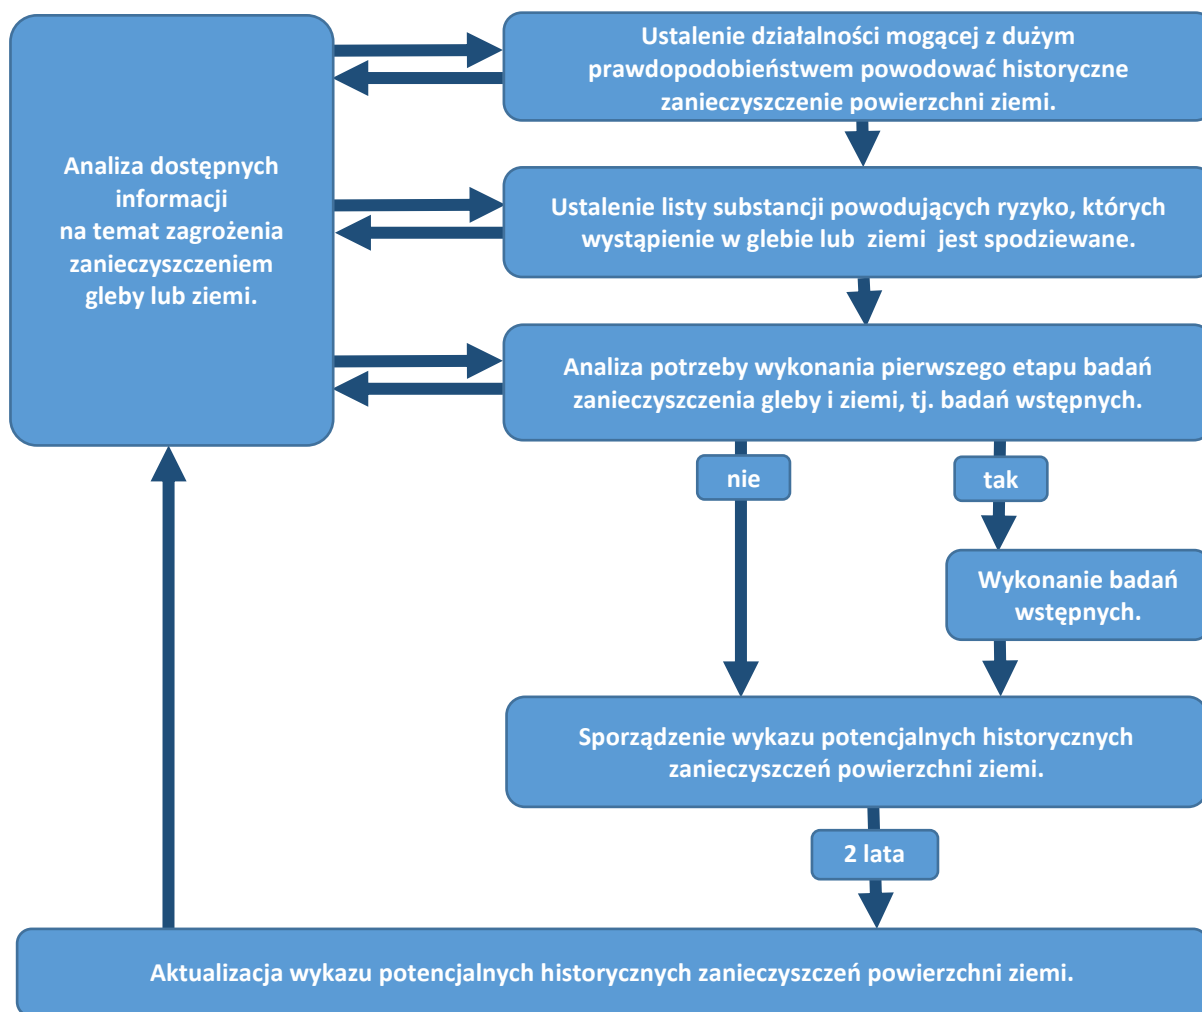 Ustalenie działalności mogącej z dużym
prawdopodobieństwem powodować historyczne
zanieczyszczenie powierzchni ziemi.
Analiza dostępnych
informacji
na temat zagrożenia
zanieczyszczeniem
gleby lub ziemi.
Ustalenie listy substancji powodujących ryzyko, których
wystąpienie w glebie lub ziemi jest spodziewane.
Analiza potrzeby wykonania pierwszego etapu badań
zanieczyszczenia gleby i ziemi, tj. badań wstępnych.
nie
tak
Wykonanie badań
wstępnych.
Sporządzenie wykazu potencjalnych historycznych
zanieczyszczeń powierzchni ziemi.
2 lata
Aktualizacja wykazu potencjalnych historycznych zanieczyszczeń powierzchni ziemi.